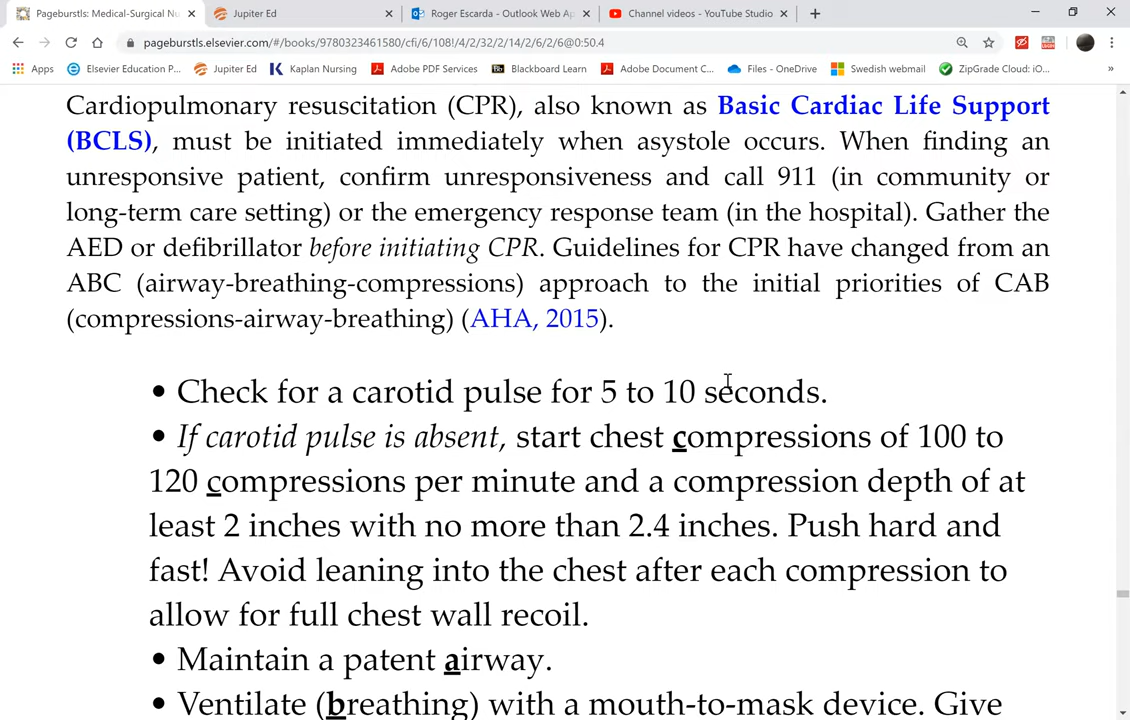 Pageburstls: Medical-Surgical Nu
Jupiter Ed
Roger Escarda - Outlook Web Ap
Channel videos - YouTube Studio
pageburstls.elsevier.com/#/books/9780323461580/cfi/6/108!/4/2/32/2/14/2/6/2/6@0:50.4
Apps
Elsevier Education P...
Jupiter Ed
Kaplan Nursing
Adobe PDF Services
Blackboard Learn
Adobe Document C...
Files - OneDrive
Swedish webmail
ZipGrade Cloud: iO...
»
Cardiopulmonary resuscitation (CPR), also known as Basic Cardiac Life Support
(BCLS), must be initiated immediately when asystole occurs. When finding an
unresponsive patient, confirm unresponsiveness and call 911 (in community or
long-term care setting) or the emergency response team (in the hospital). Gather the
AED or defibrillator before initiating CPR. Guidelines for CPR have changed from an
ABC (airway-breathing-compressions) approach to the initial priorities of CAB
(compressions-airway-breathing) (AHA, 2015).
• Check for a carotid pulse for 5 to 10 seconds.
• If carotid pulse is absent, start chest compressions of 100 to
120 compressions per minute and a compression depth of at
least 2 inches with no more than 2.4 inches. Push hard and
fast! Avoid leaning into the chest after each compression to
allow for full chest wall recoil.
• Maintain a patent airway.
• Ventilate (breathing) with a mouth-to-mask device. Give